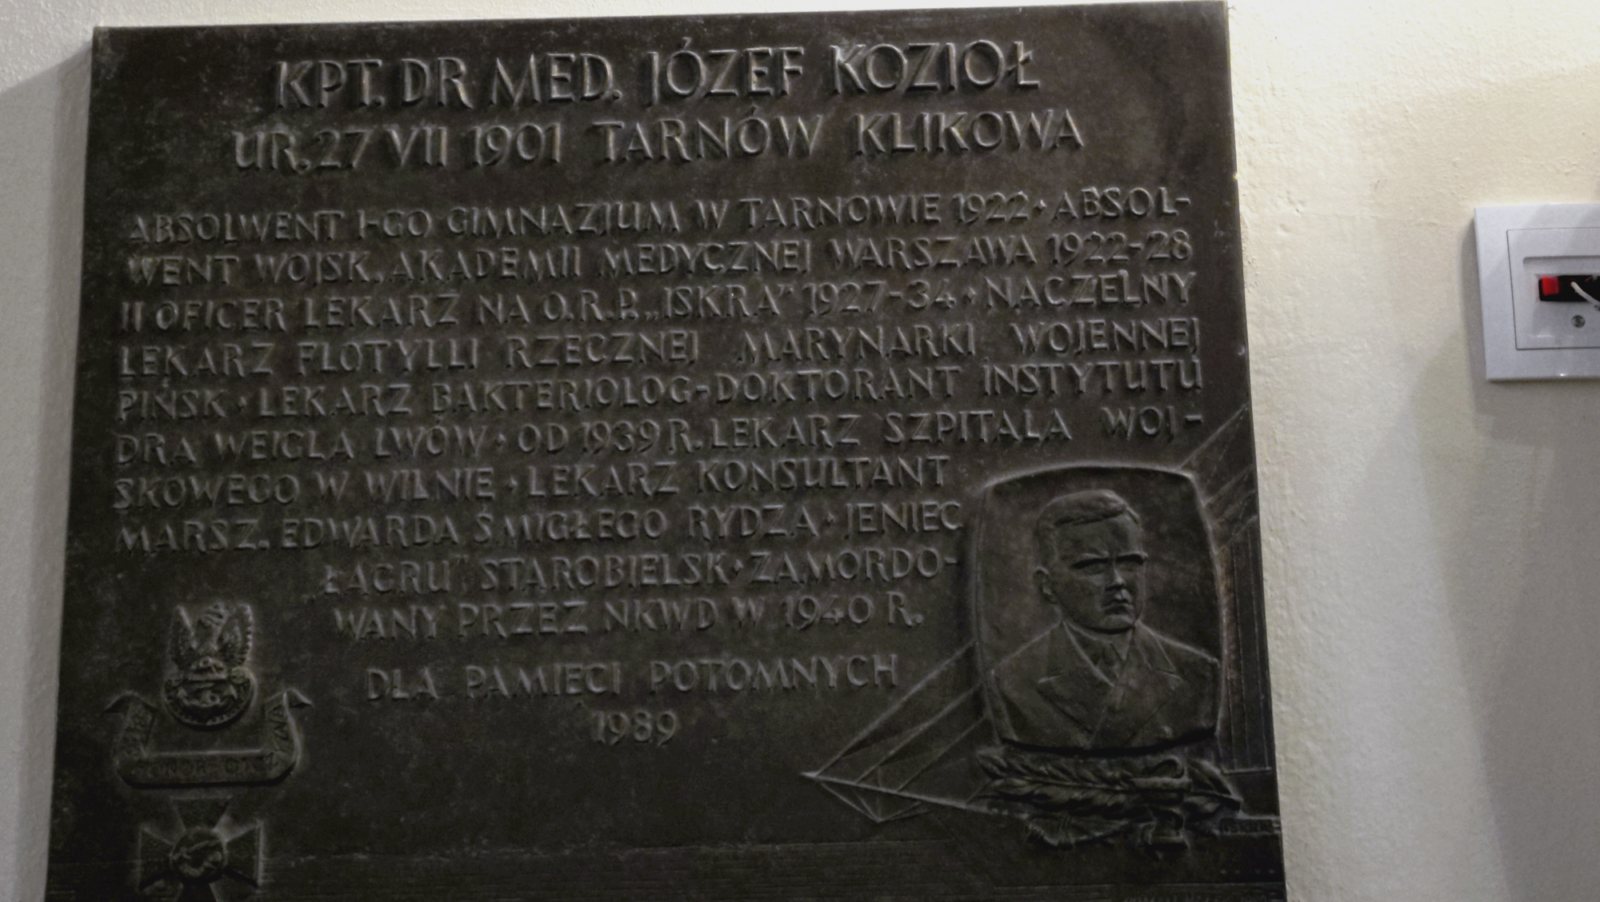 KPT. DR MED. JÓZEF KOZIOŁ
UR. 27 VII 1901 TARNÓW KLIKOWA
ABSOLWENT I-GO GIMNAZJUM W TARNOWIE 1922 • ABSOL-
WENT WOJSK. AKADEMII MEDYCZNEJ WARSZAWA 1922-28
II OFICER LEKARZ NA O.R.P. „ISKRA" 1927-34 • NACZELNY
LEKARZ FLOTYLLI RZECZNEJ MARYNARKI WOJENNEJ
PIŃSK • LEKARZ BAKTERIOLOG-DOKTORANT INSTYTUTU
DRA WEIGLA LWÓW • OD 1939 R. LEKARZ SZPITALA WOJ-
SKOWEGO W WILNIE • LEKARZ KONSULTANT
MARSZ. EDWARDA ŚMIGŁEGO RYDZA • JENIEC
„ŁAGRU" STAROBIELSK • ZAMORDO-
WANY PRZEZ NKWD W 1940 R.
DLA PAMIĘCI POTOMNYCH
1989
HONOR